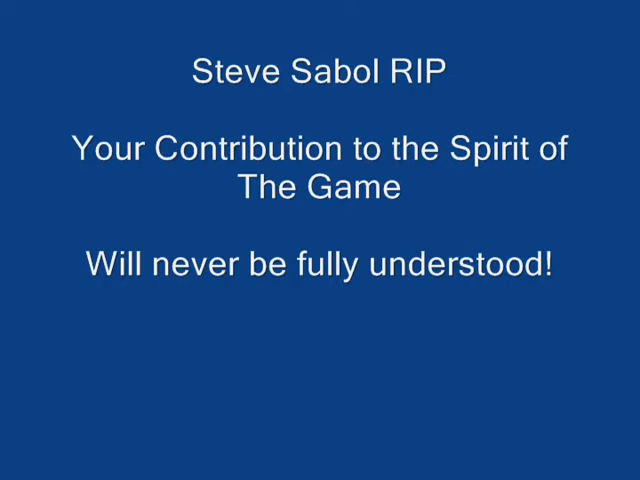 Steve Sabol RIP
Your Contribution to the Spirit of
The Game
Will never be fully understood!